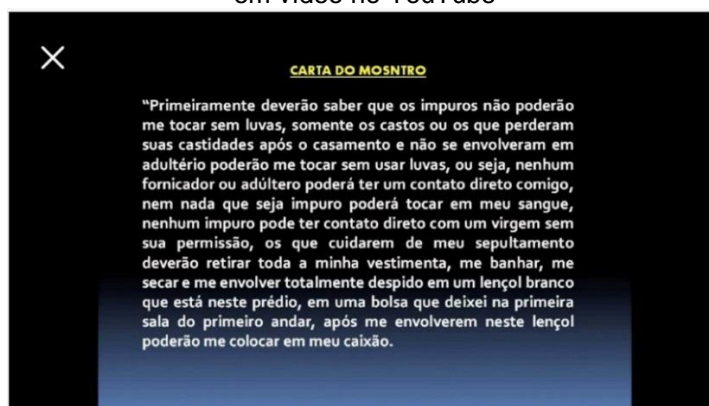 em vídeo no YouTube
CARTA DO MOSNTRO
“Primeiramente deverão saber que os impuros não poderão
me tocar sem luvas, somente os castos ou os que perderam
suas castidades após o casamento e não se envolveram em
adultério poderão me tocar sem usar luvas, ou seja, nenhum
fornicador ou adúltero poderá ter um contato direto comigo,
nem nada que seja impuro poderá tocar em meu sangue,
nenhum impuro pode ter contato direto com um virgem sem
sua permissão, os que cuidarem de meu sepultamento
deverão retirar toda a minha vestimenta, me banhar, me
secar e me envolver totalmente despido em um lençol branco
que está neste prédio, em uma bolsa que deixei na primeira
sala do primeiro andar, após me envolverem neste lençol
poderão me colocar em meu caixão.